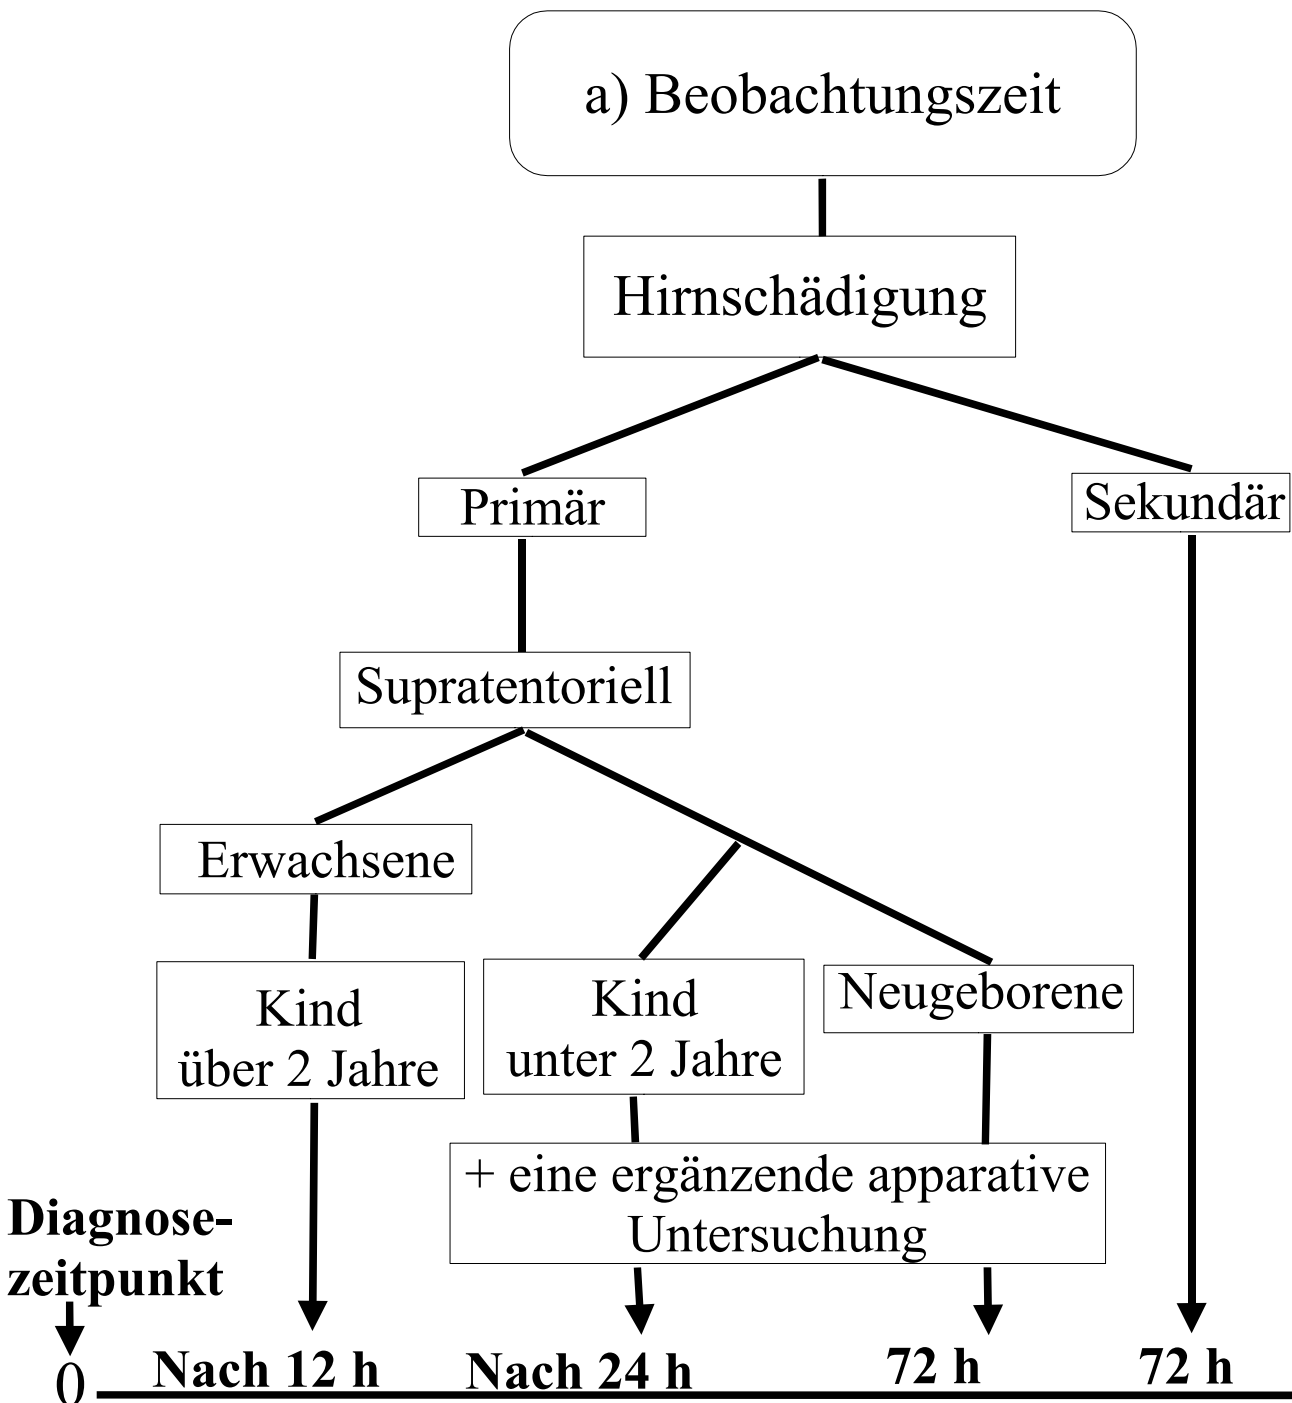 a) Beobachtungszeit
Hirnschädigung
Primär
Sekundär
Supratentoriell
Erwachsene
Kind
über 2 Jahre
Kind
unter 2 Jahre
Neugeborene
+ eine ergänzende apparative
Untersuchung
Diagnose-
zeitpunkt
0
Nach 12 h
Nach 24 h
72 h
72 h